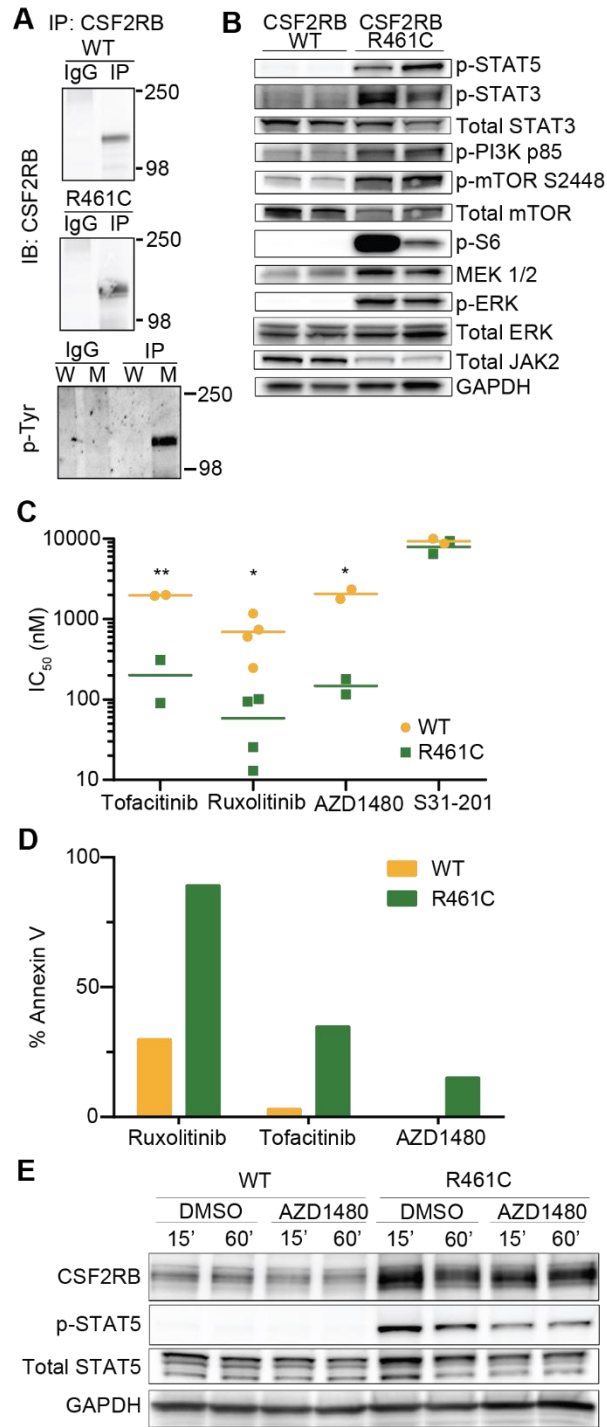 A IP: CSF2RB
WT
IgG IP
-250
-98
IB: CSF2RB
R461C
IgG IP
-250
-98
IgG IP
W M W M
-250
p-Tyr
-98
B CSF2RB CSF2RB
WT R461C
p-STAT5
p-STAT3
Total STAT3
p-PI3K p85
p-mTOR S2448
Total mTOR
p-S6
MEK 1/2
p-ERK
Total ERK
Total JAK2
GAPDH
C
10000
1000
100
10
IC50 (nM)
** * *
WT
R461C
Tofacitinib Ruxolitinib AZD1480 S31-201
D
100
50
0
% Annexin V
WT
R461C
Ruxolitinib Tofacitinib AZD1480
E WT R461C
DMSO AZD1480 DMSO AZD1480
15' 60' 15' 60' 15' 60' 15' 60'
CSF2RB
p-STAT5
Total STAT5
GAPDH